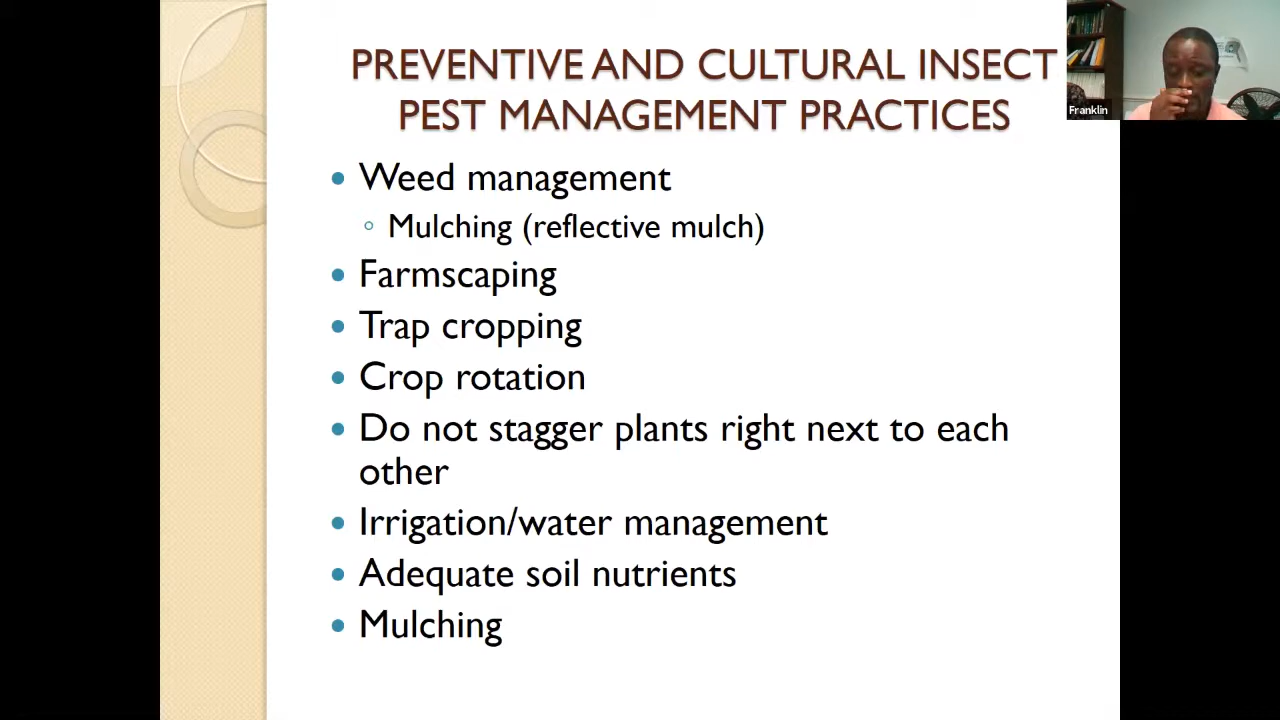 PREVENTIVE AND CULTURAL INSECT
PEST MANAGEMENT PRACTICES
Franklin
• Weed management
◦ Mulching (reflective mulch)
• Farmscaping
• Trap cropping
• Crop rotation
• Do not stagger plants right next to each
other
• Irrigation/water management
• Adequate soil nutrients
• Mulching